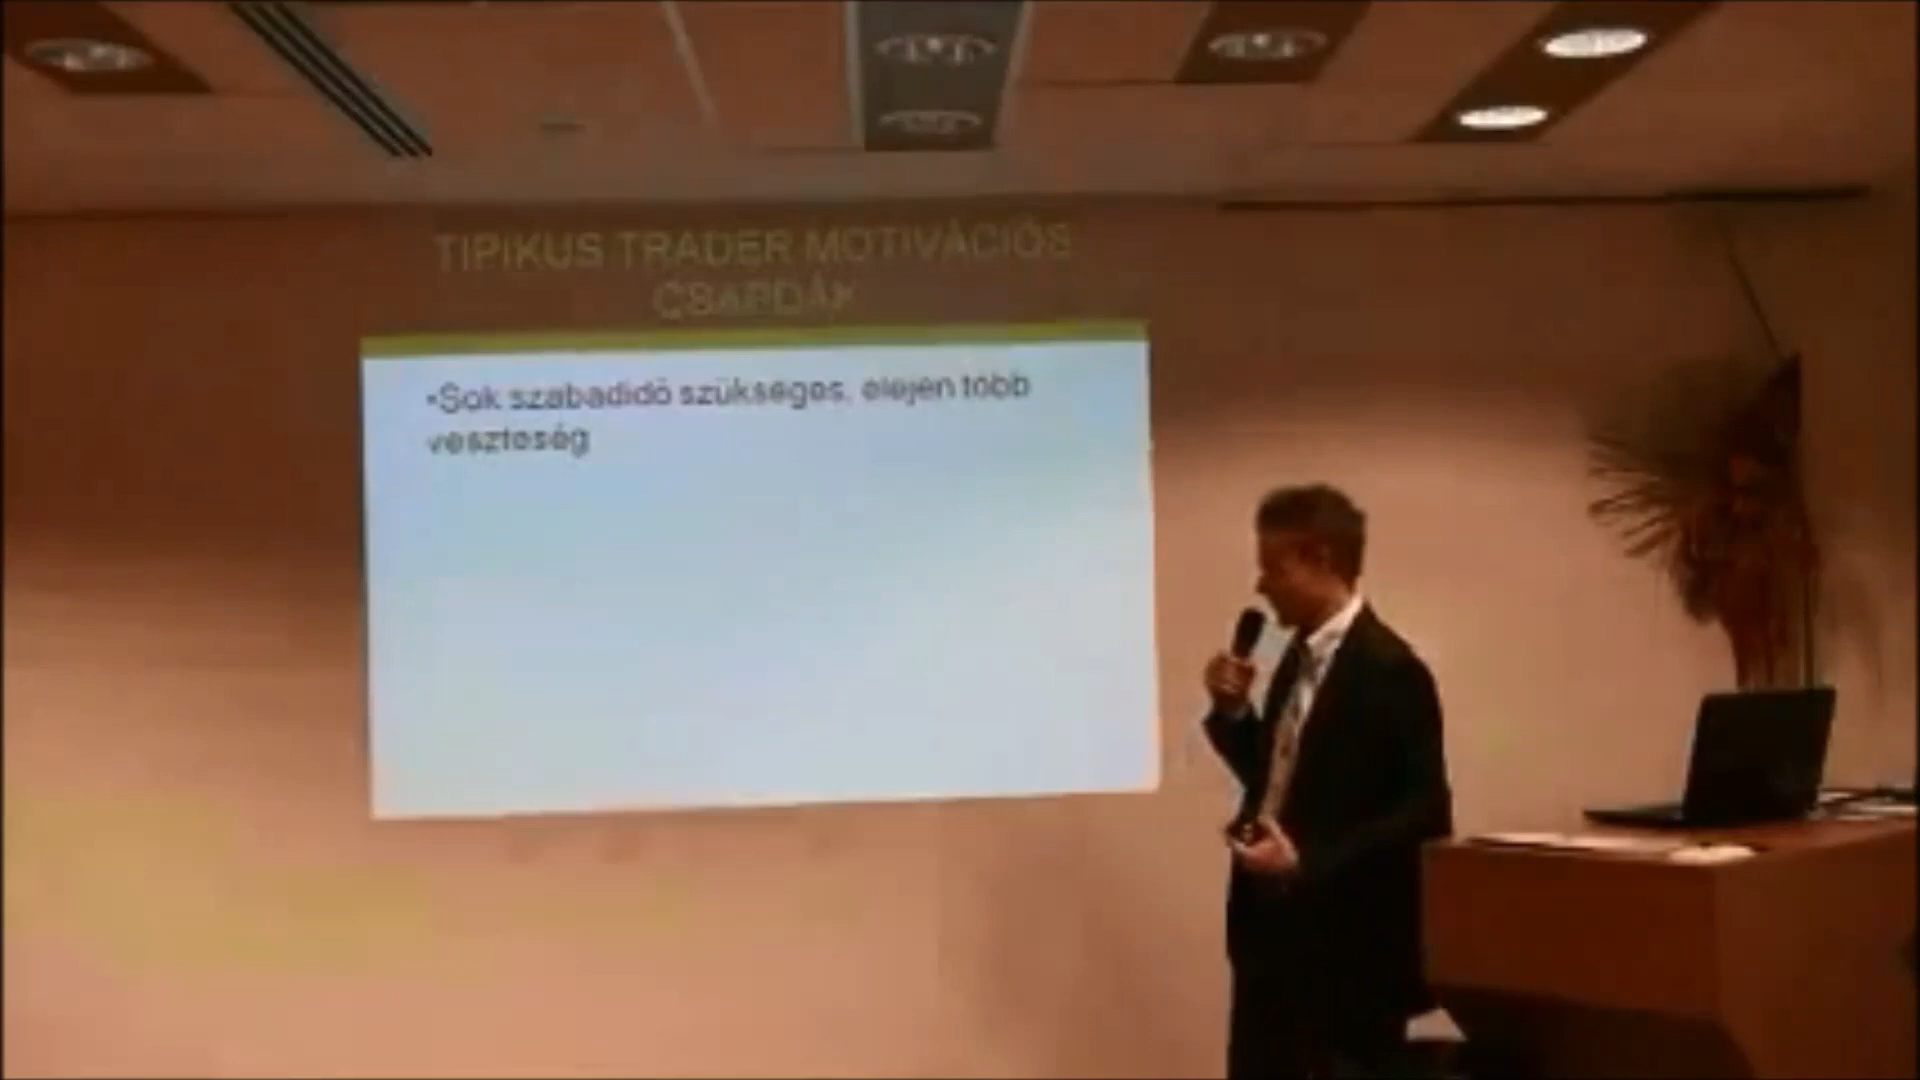 TIPIKUS TRADER MOTIVÁCIÓS
CSAPDÁK
•Sok szabadidő szükséges, elején több
veszteség